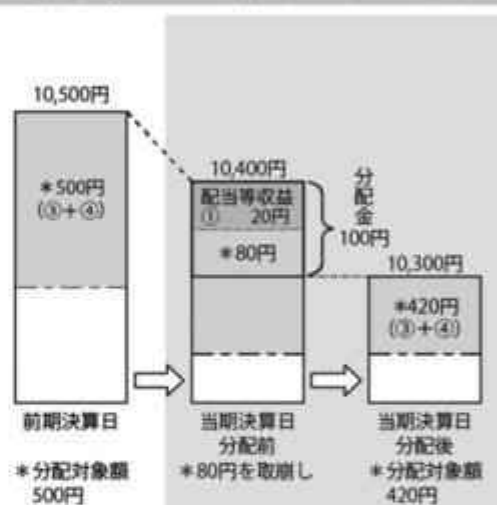 10,500円
*500円
(③+④)
前期決算日
*分配対象額
500円
10,400円
配当等収益
① 20円
*80円
分配金
100円
当期決算日
分配前
*80円を取崩し
10,300円
*420円
(③+④)
当期決算日
分配後
*分配対象額
420円